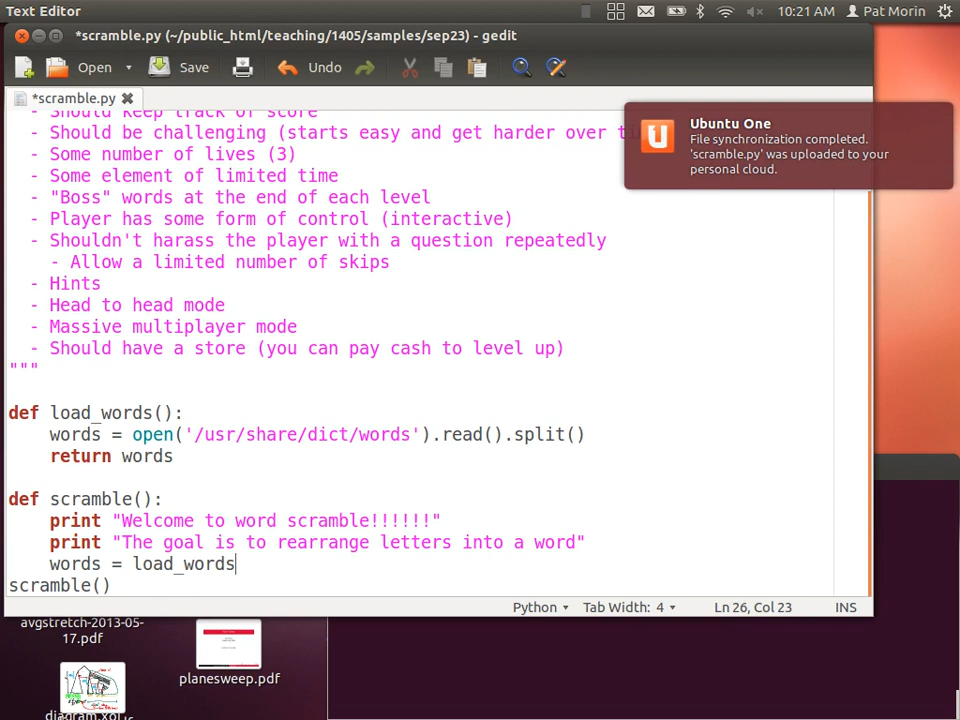 Text Editor
10:21 AM Pat Morin
*scramble.py (~/public_html/teaching/1405/samples/sep23) - gedit
Open Save Undo
*scramble.py
- Should keep track of score
- Should be challenging (starts easy and get harder over
- Some number of lives (3)
- Some element of limited time
- "Boss" words at the end of each level
- Player has some form of control (interactive)
- Shouldn't harass the player with a question repeatedly
- Allow a limited number of skips
- Hints
- Head to head mode
- Massive multiplayer mode
- Should have a store (you can pay cash to level up)
"""
def load_words():
words = open('/usr/share/dict/words').read().split()
return words
def scramble():
print "Welcome to word scramble!!!!!!"
print "The goal is to rearrange letters into a word"
words = load_words
scramble()
Python Tab Width: 4 Ln 26, Col 23 INS
Ubuntu One
File synchronization completed.
'scramble.py' was uploaded to your
personal cloud.
avgstretch-2013-05-
17.pdf
planesweep.pdf